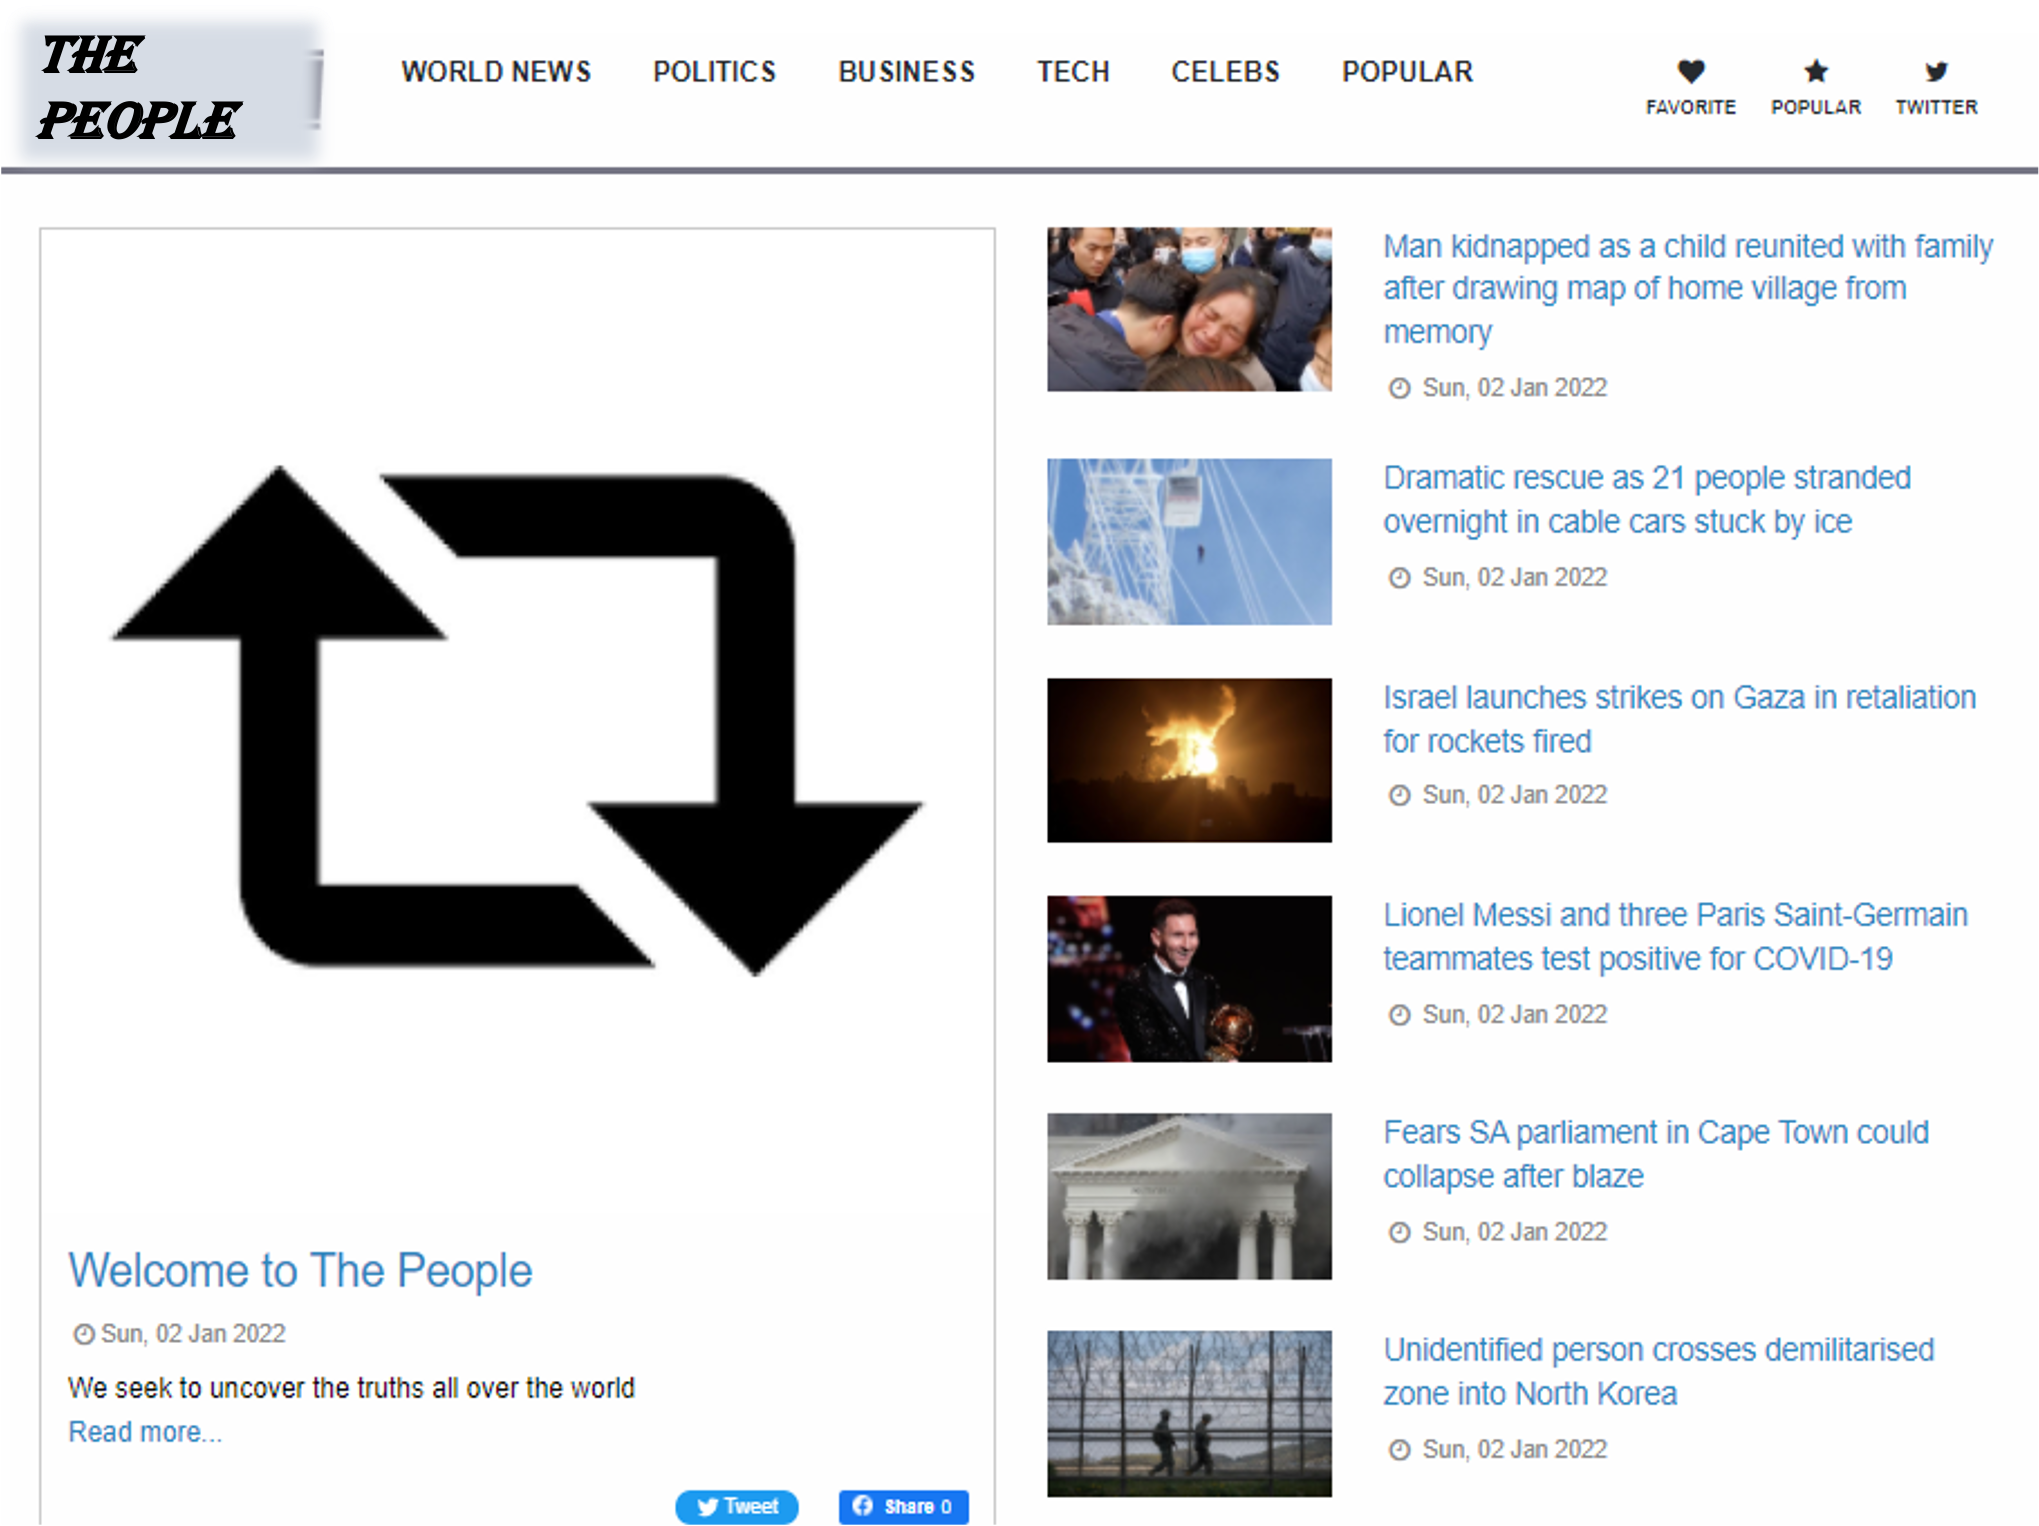 THE
PEOPLE
WORLD NEWS POLITICS BUSINESS TECH CELEBS POPULAR
FAVORITE POPULAR TWITTER
Welcome to The People
Sun, 02 Jan 2022
We seek to uncover the truths all over the world
Read more...
Tweet Share 0
Man kidnapped as a child reunited with family
after drawing map of home village from
memory
Sun, 02 Jan 2022
Dramatic rescue as 21 people stranded
overnight in cable cars stuck by ice
Sun, 02 Jan 2022
Israel launches strikes on Gaza in retaliation
for rockets fired
Sun, 02 Jan 2022
Lionel Messi and three Paris Saint-Germain
teammates test positive for COVID-19
Sun, 02 Jan 2022
Fears SA parliament in Cape Town could
collapse after blaze
Sun, 02 Jan 2022
Unidentified person crosses demilitarised
zone into North Korea
Sun, 02 Jan 2022